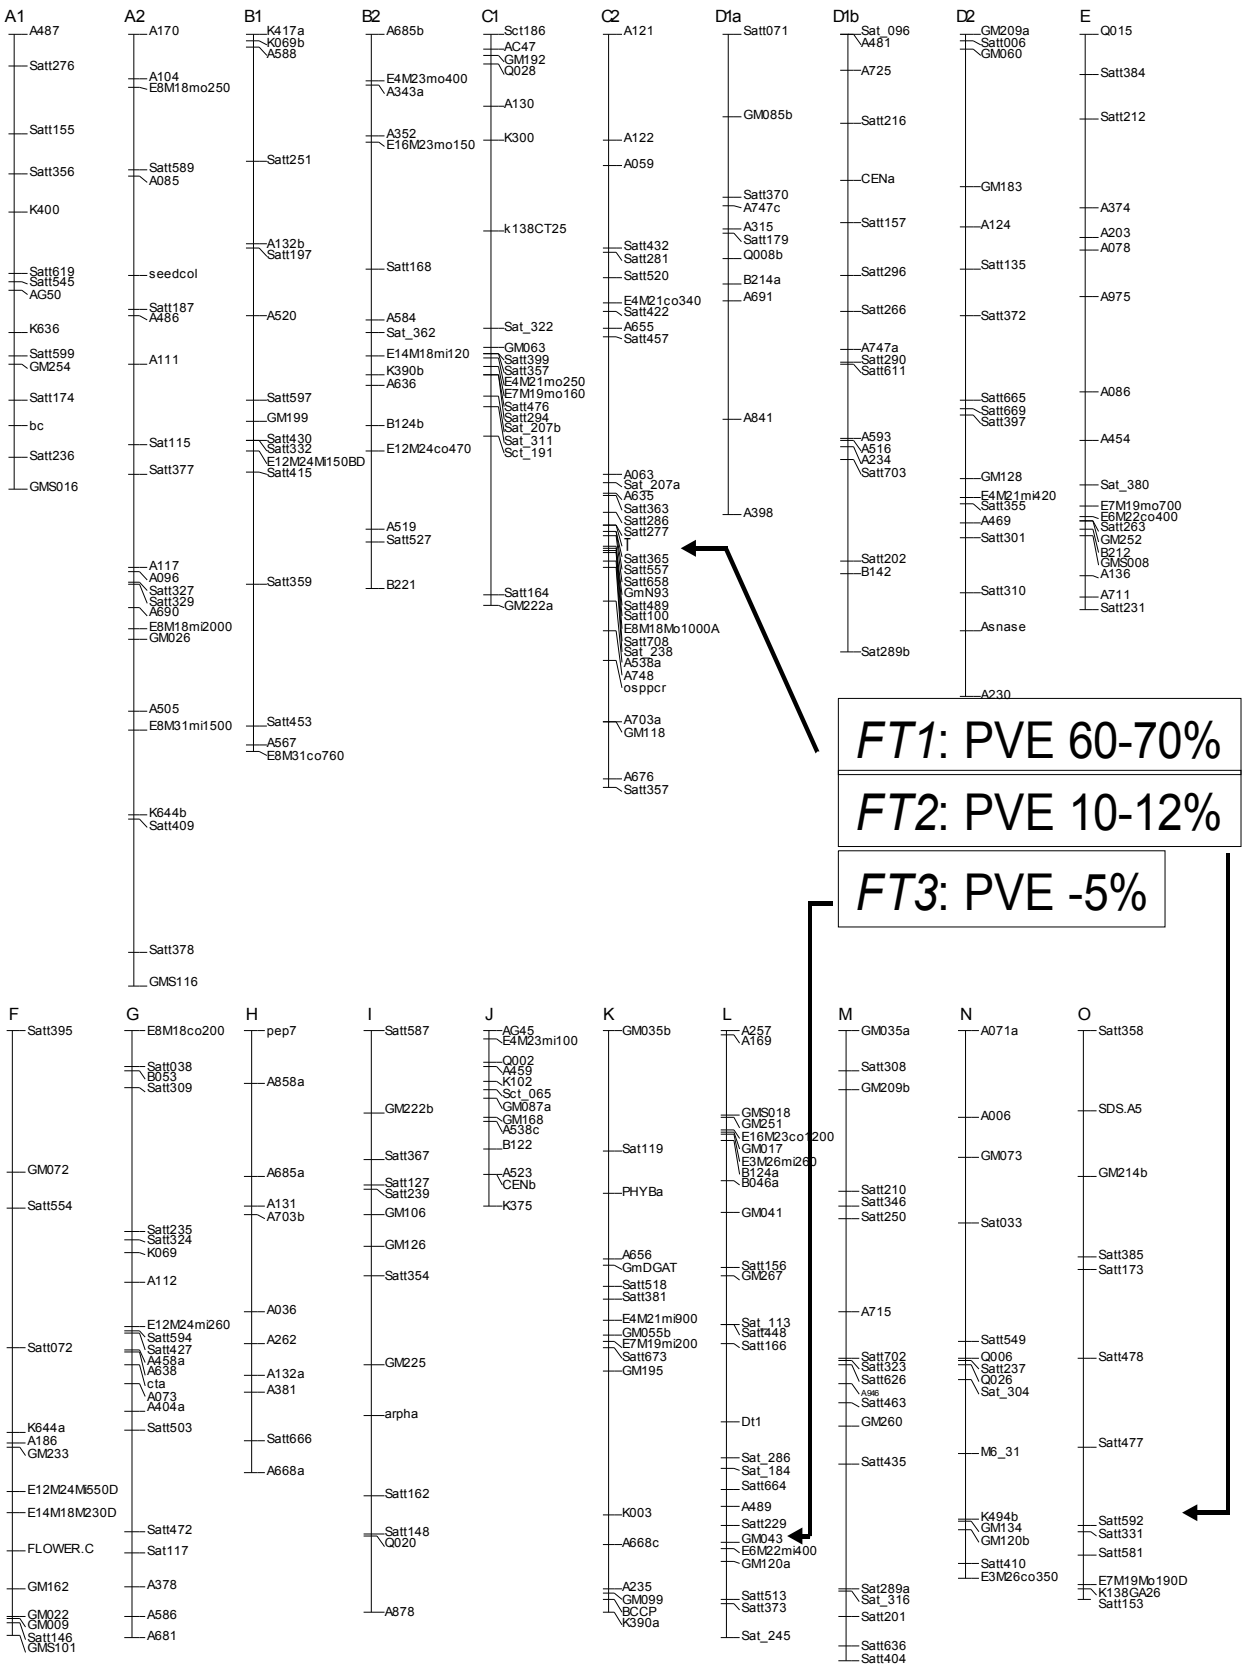 A1
A487
Satt276
Satt155
Satt356
K400
Satt619
Satt545
AG50
K636
Satt599
GM254
Satt174
bc
Satt236
GMS016
A2
A170
A104
E8M18mo250
Satt589
A085
seedcol
Satt187
A486
A111
Sat115
Satt377
A117
A096
Satt327
Satt329
A690
E8M18mi2000
GM026
A505
E8M31mi1500
K644b
Satt409
Satt378
GMS116
B1
K417a
K069b
A588
Satt251
A132b
Satt197
A520
Satt597
GM199
Satt430
Satt332
E12M24Mi150BD
Satt415
Satt359
Satt453
A567
E8M31co760
B2
A685b
E4M23mo400
A343a
A352
E16M23mo150
Satt168
A584
Sat_362
E14M18mi120
K390b
A636
B124b
E12M24co470
A519
Satt527
B221
C1
Sct186
AC47
GM192
Q028
A130
K300
k138CT25
Sat_322
GM063
Satt399
Satt357
E4M21mo250
E7M19mo160
Satt476
Satt294
Sat_207b
Sat_311
Sct_191
Satt164
GM222a
C2
A121
A122
A059
Satt432
Satt281
Satt520
E4M21co340
Satt422
A655
Satt457
A063
Sat_207a
A635
Satt363
Satt286
Satt277
T
Satt365
Satt557
Satt658
GmN93
Satt489
Satt100
E8M18Mo1000A
Satt708
Sat_238
A538a
A748
osppcr
A703a
GM118
A676
Satt357
D1a
Satt071
GM085b
Satt370
A747c
A315
Satt179
Q008b
B214a
A691
A841
A398
D1b
Sat_096
A481
A725
Satt216
CENa
Satt157
Satt296
Satt266
A747a
Satt290
Satt611
A593
A516
A234
Satt703
Satt202
B142
Sat289b
D2
GM209a
Satt006
GM060
GM183
A124
Satt135
Satt372
Satt665
Satt669
Satt397
GM128
E4M21mi420
Satt355
A469
Satt301
Satt310
Asnase
A230
E
Q015
Satt384
Satt212
A374
A203
A078
A975
A086
A454
Sat_380
E7M19mo700
E6M22co400
Satt263
GM252
B212
GMS008
A136
A711
Satt231
FT1: PVE 60-70%
FT2: PVE 10-12%
FT3: PVE -5%
F
Satt395
GM072
Satt554
Satt072
K644a
A186
GM233
E12M24Mi550D
E14M18M230D
FLOWER.C
GM162
GM022
GM009
Satt146
GMS101
G
E8M18co200
Satt038
B053
Satt309
Satt235
Satt324
K069
A112
E12M24mi260
Satt594
Satt427
A458a
A638
cta
A073
A404a
Satt503
Satt472
Sat117
A378
A586
A681
H
pep7
A858a
A685a
A131
A703b
A036
A262
A132a
A381
Satt666
A668a
I
Satt587
GM222b
Satt367
Satt127
Satt239
GM106
GM126
Satt354
GM225
arpha
Satt162
Satt148
Q020
A878
J
AG45
E4M23mi100
Q002
A459
K102
Sct_065
GM087a
GM168
A538c
B122
A523
CENb
K375
K
GM035b
Sat119
PHYBa
A656
GmDGAT
Satt518
Satt381
E4M21mi900
GM055b
E7M19mi200
Satt673
GM195
K003
A668c
A235
GM099
BCCP
K390a
L
A257
A169
GMS018
GM251
E16M23co1200
GM017
E3M26mi260
B124a
B046a
GM041
Satt156
GM267
Sat_113
Satt448
Satt166
Dt1
Sat_286
Sat_184
Satt664
A489
Satt229
GM043
E6M22mi400
GM120a
Satt513
Satt373
Sat_245
M
GM035a
Satt308
GM209b
Satt210
Satt346
Satt250
A715
Satt702
Satt323
Satt626
A946
Satt463
GM260
Satt435
Sat289a
Sat_316
Satt201
Satt636
Satt404
N
A071a
A006
GM073
Sat033
Satt549
Q006
Satt237
Q026
Sat_304
M6_31
K494b
GM134
GM120b
Satt410
E3M26co350
O
Satt358
SDS.A5
GM214b
Satt385
Satt173
Satt478
Satt477
Satt592
Satt331
Satt581
E7M19Mo190D
K138GA26
Satt153